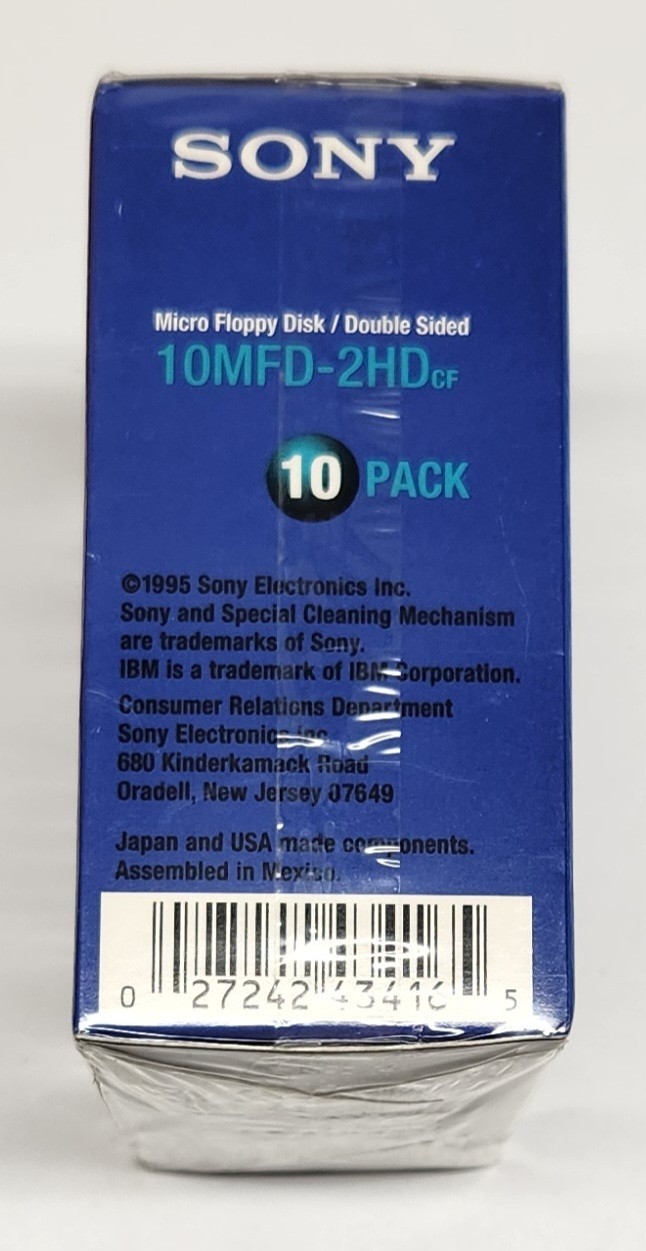 SONY
Micro Floppy Disk / Double Sided
10MFD-2HDCF
10 PACK
©1995 Sony Electronics Inc.
Sony and Special Cleaning Mechanism
are trademarks of Sony.
IBM is a trademark of IBM Corporation.
Consumer Relations Department
Sony Electronics Inc.
680 Kinderkamack Road
Oradell, New Jersey 07649
Japan and USA made components.
Assembled in Mexico.
0 27242 43416 5